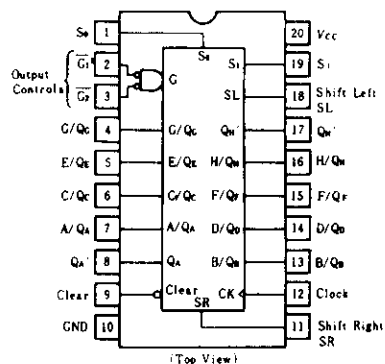 S₀ 1
Output Controls
G̅₁ 2
G̅₂ 3
G/QG 4
E/QE 5
C/QC 6
A/QA 7
QA' 8
Clear 9
GND 10
G
S₀
S₁
SL
G/QG
QH'
E/QE
H/QH
C/QC
F/QF
A/QA
D/QD
QA
B/QB
Clear
CK
SR
20 Vcc
19 S₁
18 Shift Left SL
17 QH'
16 H/QH
15 F/QF
14 D/QD
13 B/QB
12 Clock
11 Shift Right SR
(Top View)